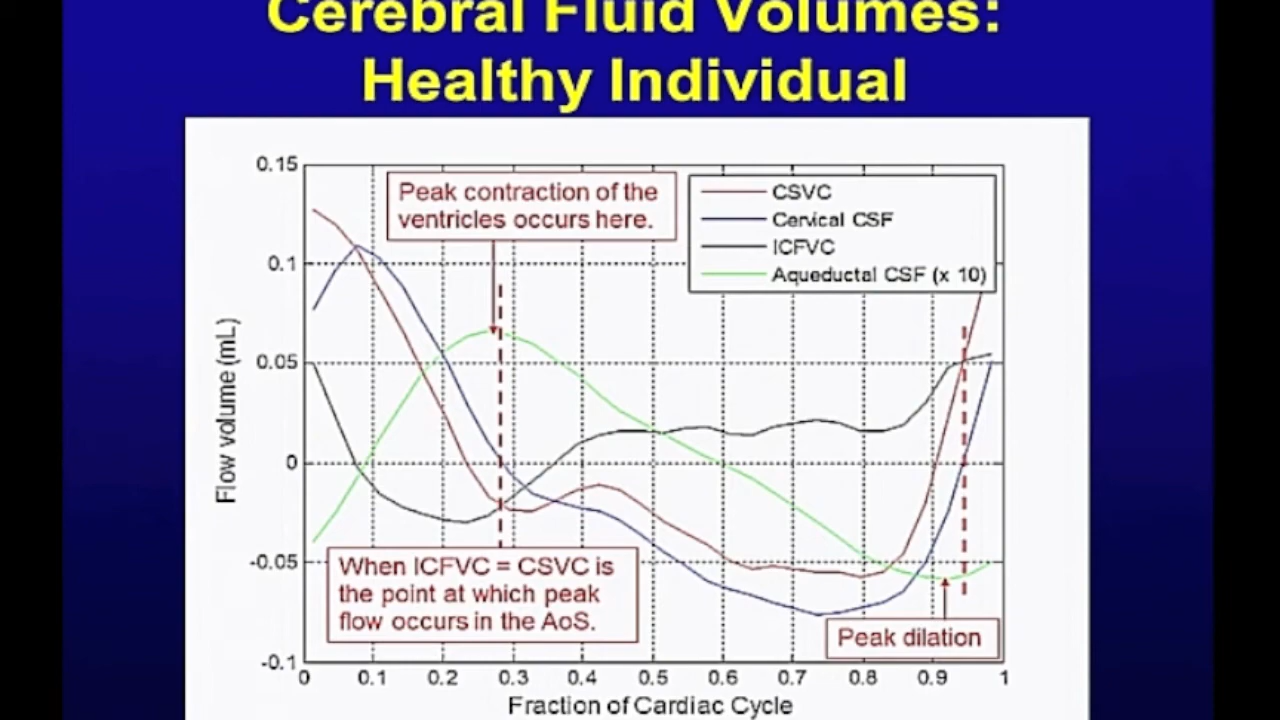 Cerebral Fluid Volumes:
Healthy Individual
0.15
0.1
0.05
0
-0.05
-0.1
Flow volume (mL)
Peak contraction of the
ventricles occurs here.
CSVC
Cervical CSF
ICFVC
Aqueductal CSF (x 10)
When ICFVC = CSVC is
the point at which peak
flow occurs in the AoS.
Peak dilation
0 0.1 0.2 0.3 0.4 0.5 0.6 0.7 0.8 0.9 1
Fraction of Cardiac Cycle